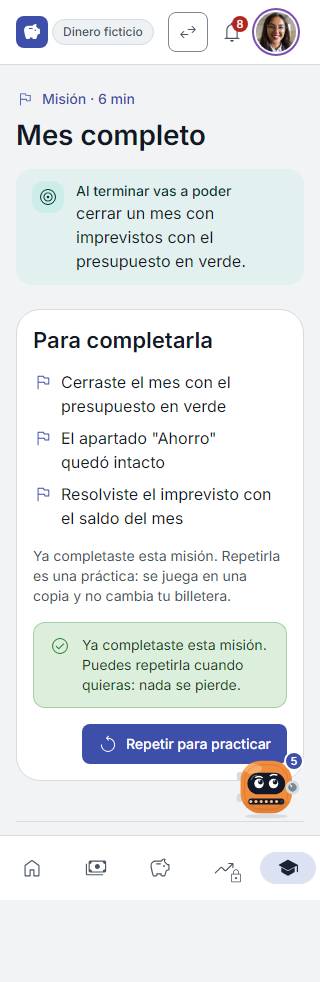 Dinero ficticio
8
Misión · 6 min
Mes completo
Al terminar vas a poder
cerrar un mes con
imprevistos con el
presupuesto en verde.
Para completarla
Cerraste el mes con el
presupuesto en verde
El apartado "Ahorro"
quedó intacto
Resolviste el imprevisto con
el saldo del mes
Ya completaste esta misión. Repetirla
es una práctica: se juega en una
copia y no cambia tu billetera.
Ya completaste esta misión.
Puedes repetirla cuando
quieras: nada se pierde.
Repetir para practicar
5